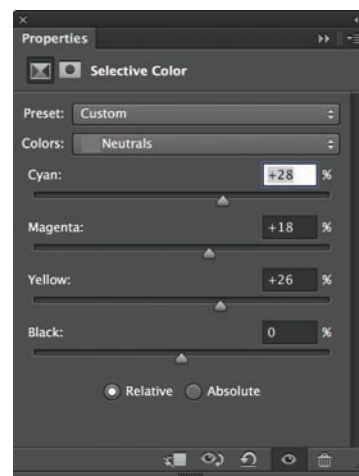 Properties
Selective Color
Preset: Custom
Colors: Neutrals
Cyan: +28 %
Magenta: +18 %
Yellow: +26 %
Black: 0 %
Relative Absolute